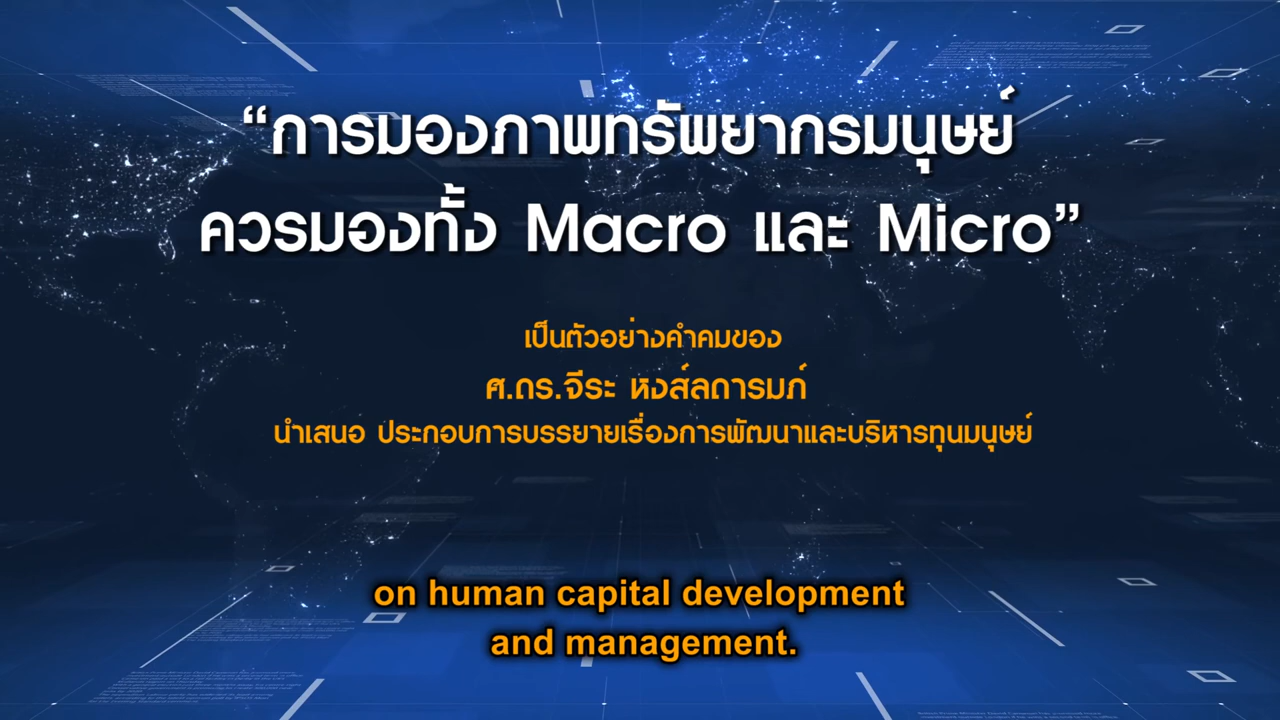 “การมองภาพทรัพยากรมนุษย์
ควรมองทั้ง Macro และ Micro”
เป็นตัวอย่างคำคมของ
ศ.ดร.จีระ หงส์ลดารมภ์
นำเสนอ ประกอบการบรรยายเรื่องการพัฒนาและบริหารทุนมนุษย์
on human capital development
and management.